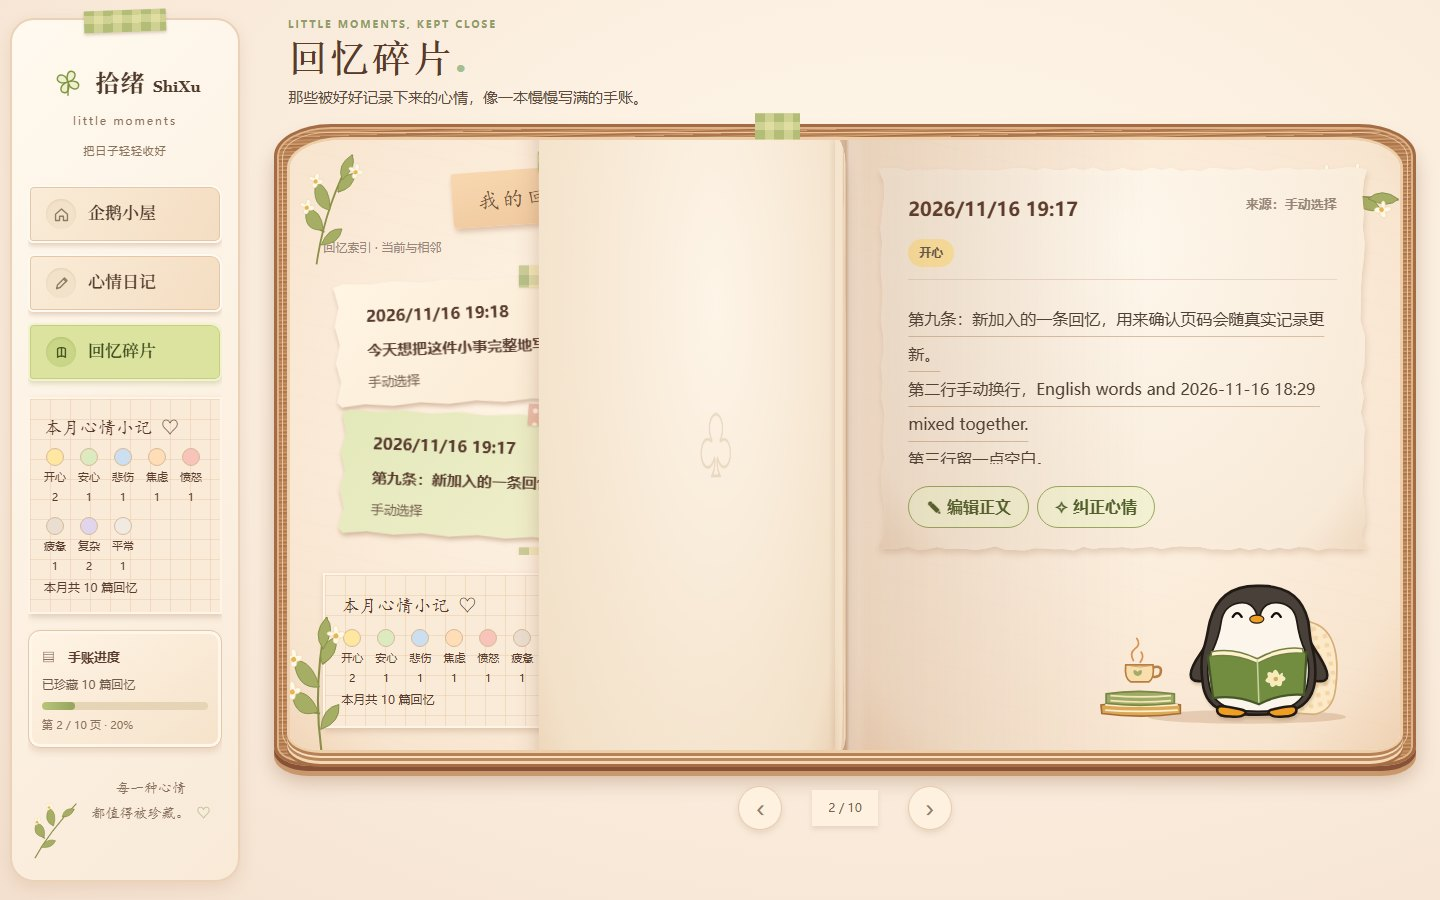 拾绪 ShiXu
little moments
把日子轻轻收好
企鹅小屋
心情日记
回忆碎片
本月心情小记 ♡
开心 安心 悲伤 焦虑 愤怒
2 1 1 1 1
疲惫 复杂 平常
1 2 1
本月共 10 篇回忆
手账进度
已珍藏 10 篇回忆
第 2 / 10 页 · 20%
每一种心情
都值得被珍藏。 ♡
LITTLE MOMENTS, KEPT CLOSE
回忆碎片.
那些被好好记录下来的心情，像一本慢慢写满的手账。
我的回
回忆索引 · 当前与相邻
2026/11/16 19:18
今天想把这件小事完整地写
手动选择
2026/11/16 19:17
第九条：新加入的一条回忆
手动选择
本月心情小记 ♡
开心 安心 悲伤 焦虑 愤怒 疲惫
2 1 1 1 1 1
本月共 10 篇回忆
2026/11/16 19:17
来源：手动选择
开心
第九条：新加入的一条回忆，用来确认页码会随真实记录更
新。
第二行手动换行，English words and 2026-11-16 18:29
mixed together.
第三行留一点空白。
编辑正文
纠正心情
‹ 2 / 10 ›